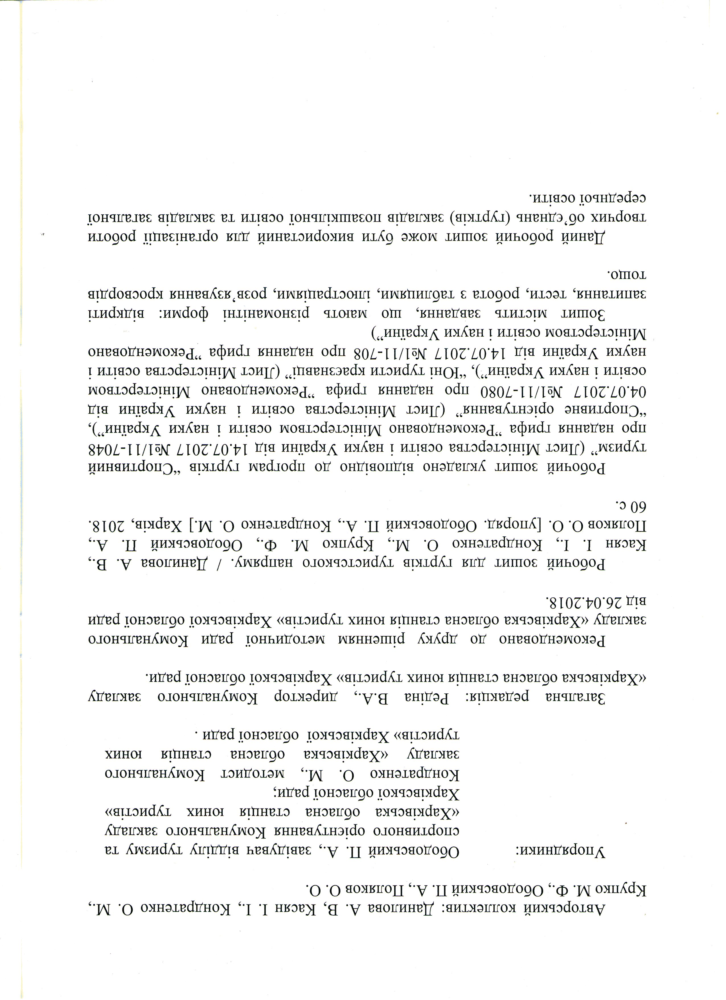 Авторський коллектив: Данилова А. В, Касян І. І., Кондратенко О. М.,
Крупко М. Ф., Ободовський П. А., Поляков О. О.
Упорядники: Ободовський П. А., завідувач відділу туризму та
спортивного орієнтування Комунального закладу
«Харківська обласна станція юних туристів»
Харківської обласної ради;
Кондратенко О. М., методист Комунального
закладу «Харківська обласна станція юних
туристів» Харківської обласної ради .
Загальна редакція: Редіна В.А., директор Комунального закладу
«Харківська обласна станція юних туристів» Харківської обласної ради.
Рекомендовано до друку рішенням методичної ради Комунального
закладу «Харківська обласна станція юних туристів» Харківської обласної ради
від 26.04.2018.
Робочий зошит для гуртків туристського напряму. / Данилова А. В.,
Касян І. І., Кондратенко О. М., Крупко М. Ф., Ободовський П. А.,
Поляков О. О. [упоряд. Ободовський П. А., Кондратенко О. М.] Харків, 2018.
60 с.
Робочий зошит укладено відповідно до програм гуртків “Спортивний
туризм” (Лист Міністерства освіти і науки України від 14.07.2017 №1/11-7048
про надання грифа ”Рекомендовано Міністерством освіти і науки України”),
“Спортивне орієнтування” (Лист Міністерства освіти і науки України від
04.07.2017 №1/11-7080 про надання грифа ”Рекомендовано Міністерством
освіти і науки України”), “Юні туристи краєзнавці” (Лист Міністерства освіти і
науки України від 14.07.2017 №1/11-708 про надання грифа ”Рекомендовано
Міністерством освіти і науки України”)
Зошит містить завдання, що мають різноманітні форми: відкриті
запитання, тести, робота з таблицями, ілюстраціями, розв’язування кросвордів
тощо.
Даний робочий зошит може бути використаний для організації роботи
творчих об’єднань (гуртків) закладів позашкільної освіти та закладів загальної
середньої освіти.